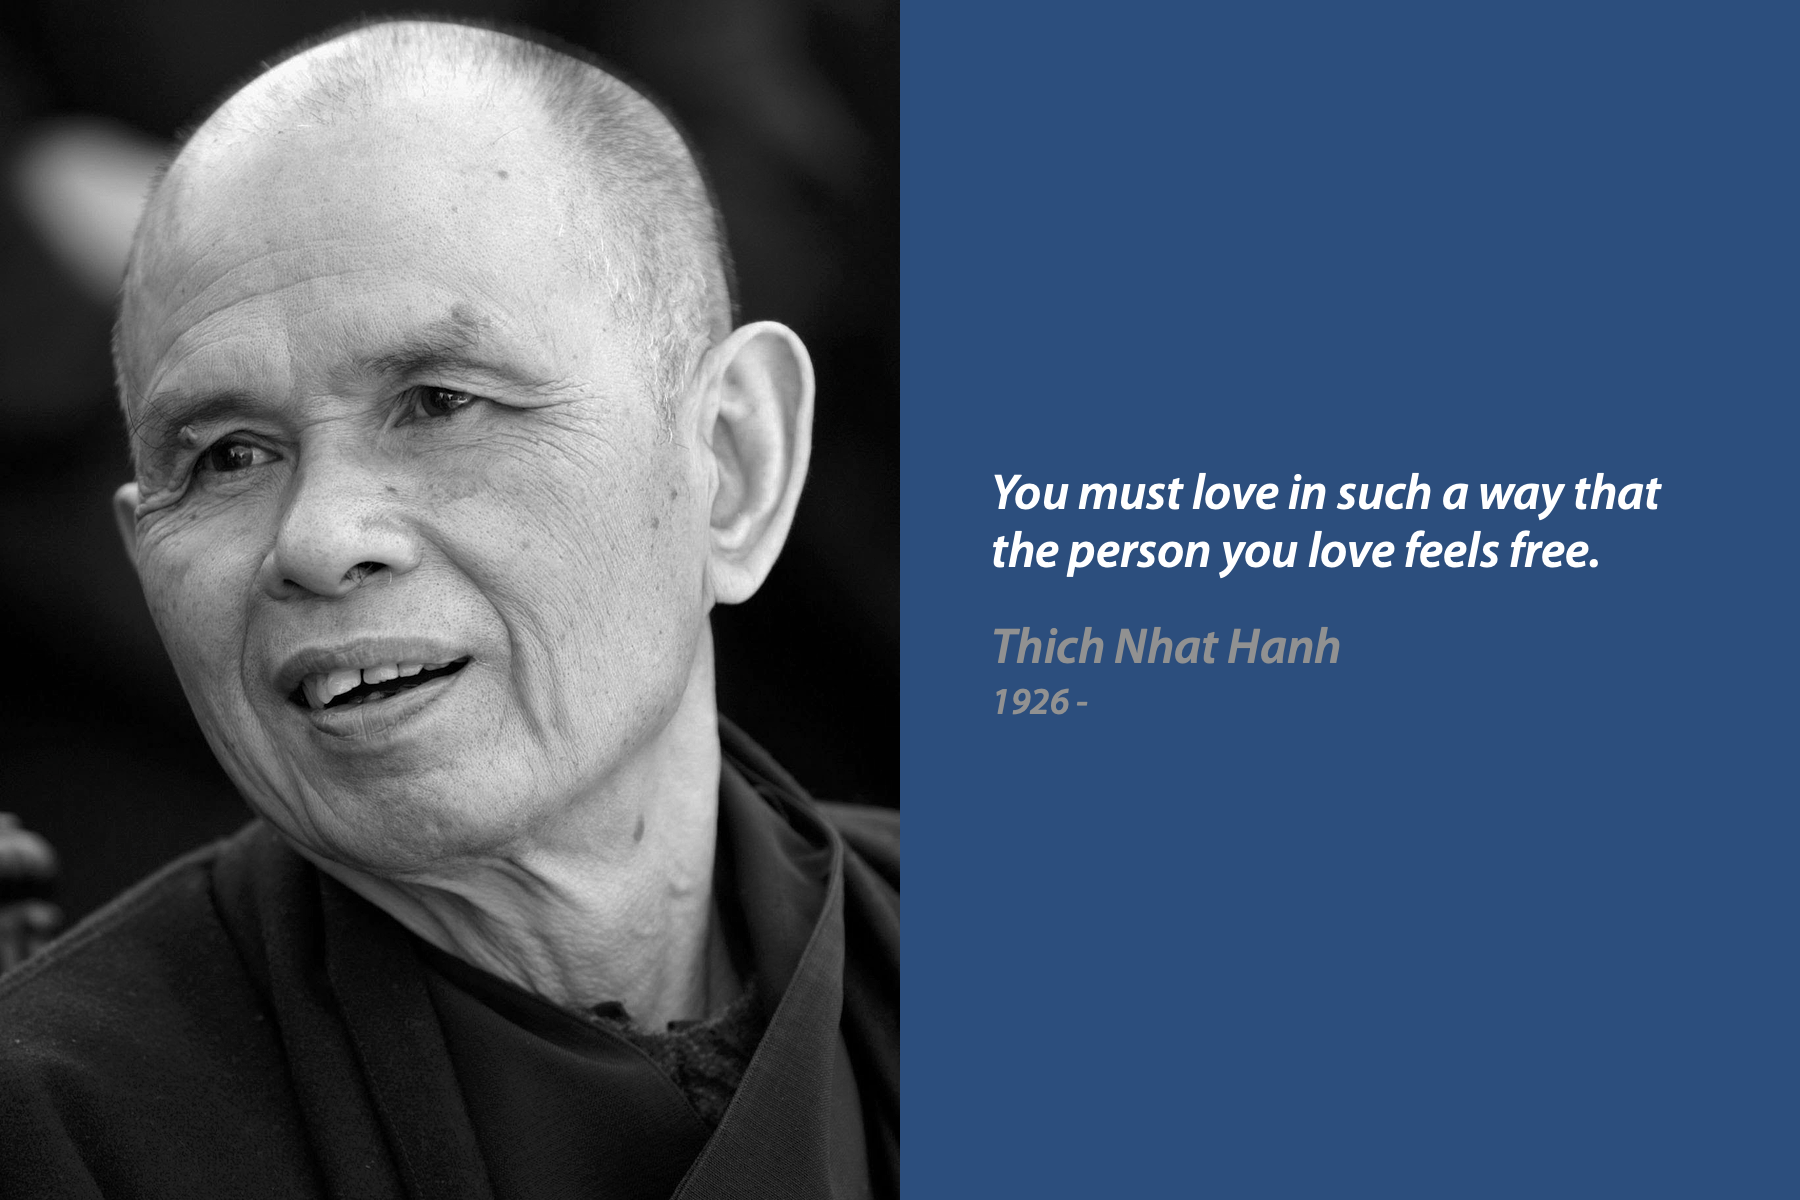 You must love in such a way that
the person you love feels free.
Thich Nhat Hanh
1926 -